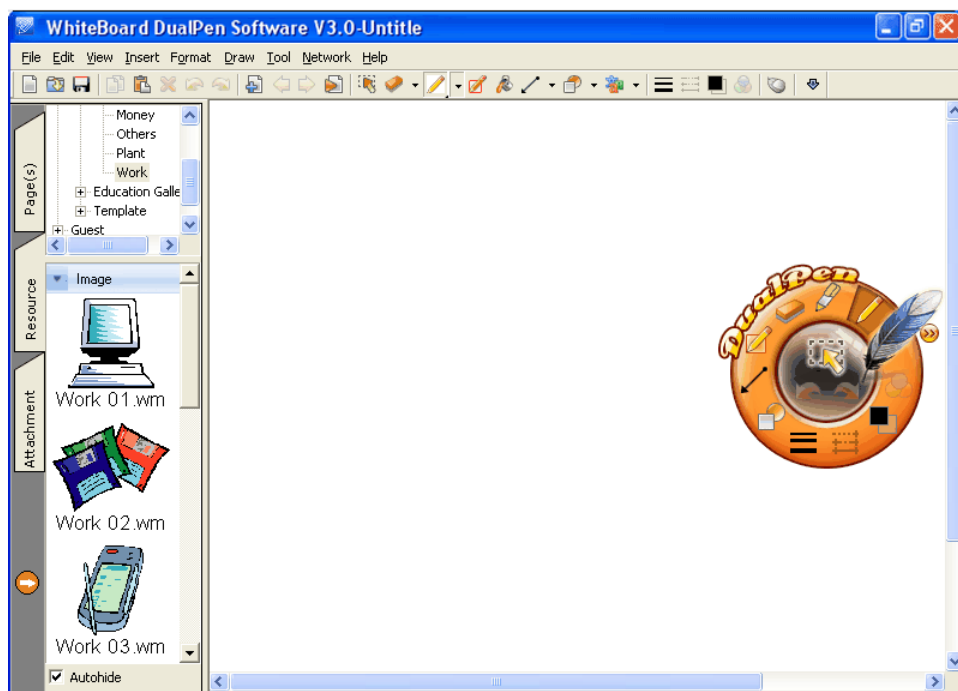 WhiteBoard DualPen Software V3.0-Untitle
File Edit View Insert Format Draw Tool Network Help
Page(s)
Resource
Attachment
Money
Others
Plant
Work
Education Galle
Template
Guest
Image
Work 01.wm
Work 02.wm
Work 03.wm
Autohide
DualPen